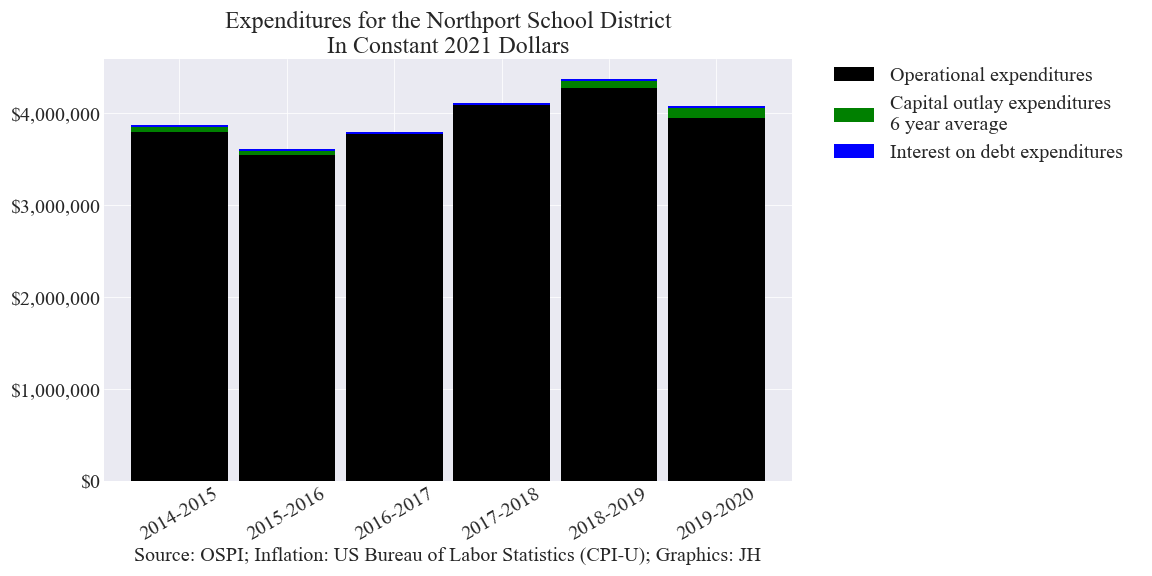 Expenditures for the Northport School District
In Constant 2021 Dollars
Operational expenditures
Capital outlay expenditures
6 year average
Interest on debt expenditures
$4,000,000
$3,000,000
$2,000,000
$1,000,000
$0
2014-2015
2015-2016
2016-2017
2017-2018
2018-2019
2019-2020
Source: OSPI; Inflation: US Bureau of Labor Statistics (CPI-U); Graphics: JH